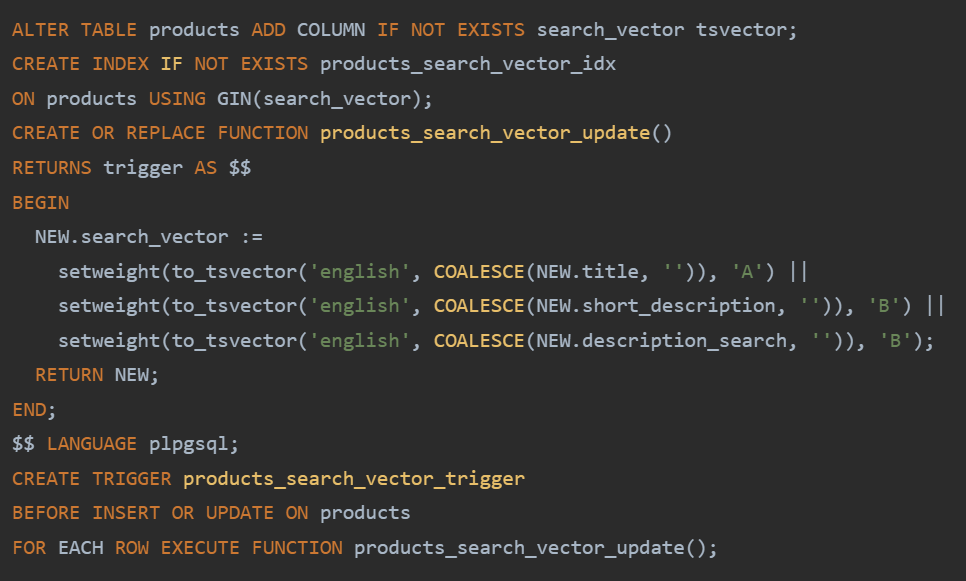 ALTER TABLE products ADD COLUMN IF NOT EXISTS search_vector tsvector;
CREATE INDEX IF NOT EXISTS products_search_vector_idx
ON products USING GIN(search_vector);
CREATE OR REPLACE FUNCTION products_search_vector_update()
RETURNS trigger AS $$
BEGIN
  NEW.search_vector :=
    setweight(to_tsvector('english', COALESCE(NEW.title, '')), 'A') ||
    setweight(to_tsvector('english', COALESCE(NEW.short_description, '')), 'B') ||
    setweight(to_tsvector('english', COALESCE(NEW.description_search, '')), 'B');
  RETURN NEW;
END;
$$ LANGUAGE plpgsql;
CREATE TRIGGER products_search_vector_trigger
BEFORE INSERT OR UPDATE ON products
FOR EACH ROW EXECUTE FUNCTION products_search_vector_update();